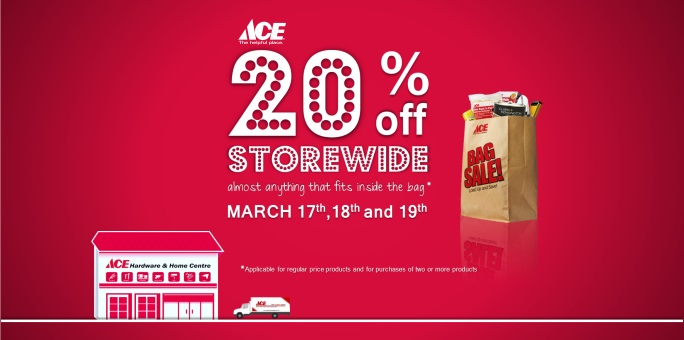 ACE
The helpful place.
20% off
STOREWIDE
almost anything that fits inside the bag*
MARCH 17th, 18th and 19th
ACE
BAG
SALE!
ACE Hardware & Home Centre
*Applicable for regular price products and for purchases of two or more products
ACE